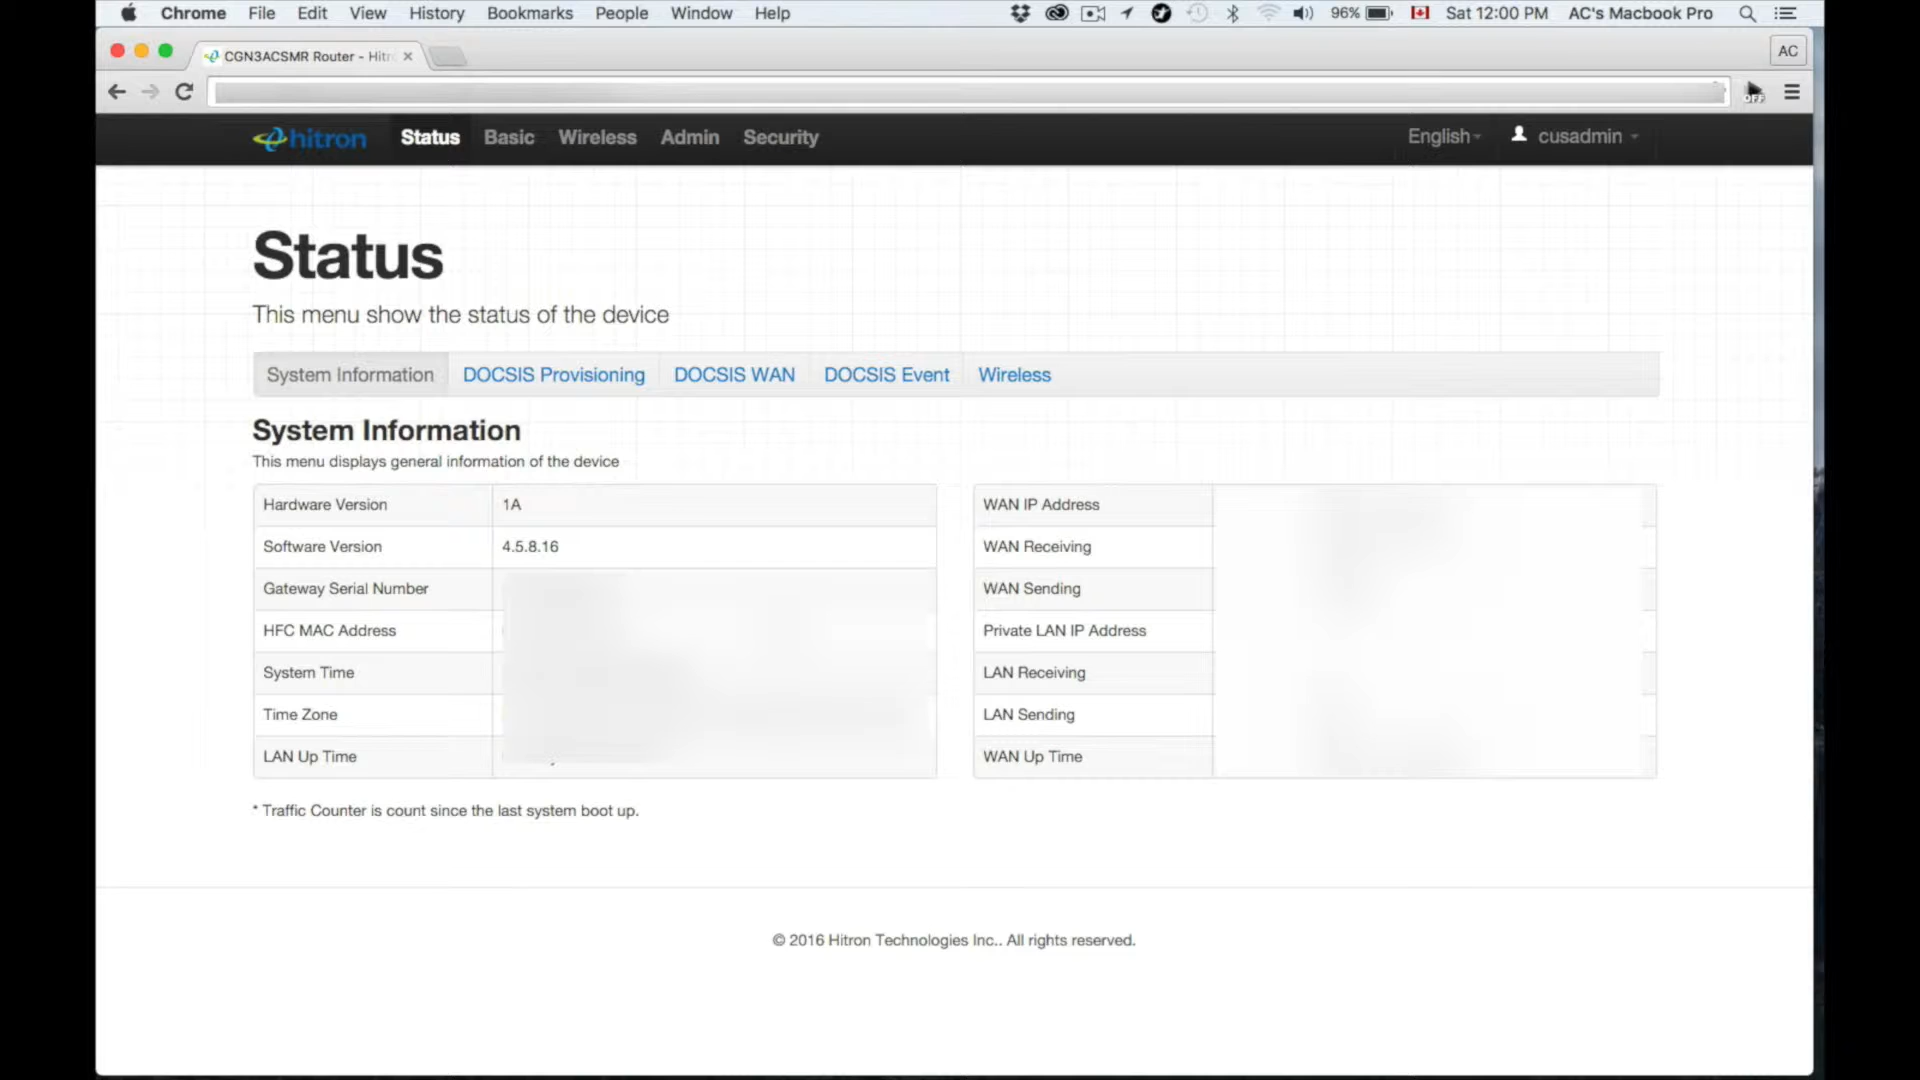 Chrome File Edit View History Bookmarks People Window Help 96% Sat 12:00 PM AC's Macbook Pro
CGN3ACSMR Router - Hitr AC
OFF
hitron Status Basic Wireless Admin Security English cusadmin
Status
This menu show the status of the device
System Information DOCSIS Provisioning DOCSIS WAN DOCSIS Event Wireless
System Information
This menu displays general information of the device
Hardware Version 1A WAN IP Address
Software Version 4.5.8.16 WAN Receiving
Gateway Serial Number WAN Sending
HFC MAC Address Private LAN IP Address
System Time LAN Receiving
Time Zone LAN Sending
LAN Up Time WAN Up Time
* Traffic Counter is count since the last system boot up.
© 2016 Hitron Technologies Inc.. All rights reserved.